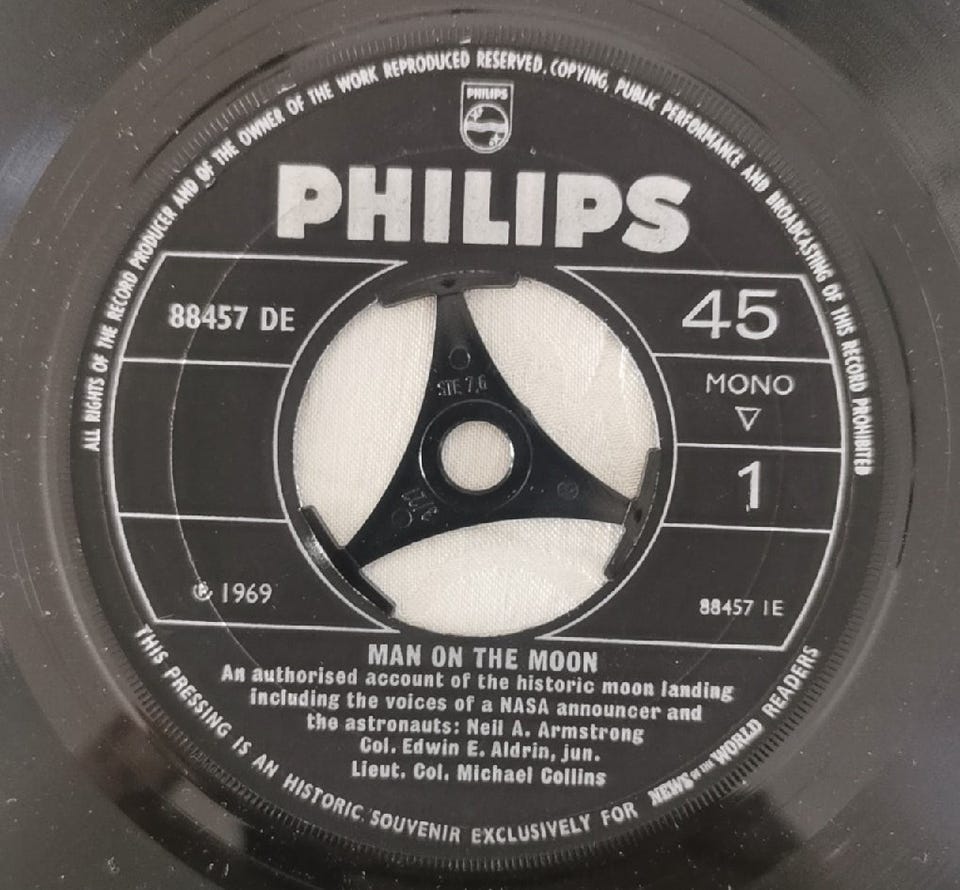 ALL RIGHTS OF THE RECORD PRODUCER AND OF THE OWNER OF THE WORK REPRODUCED RESERVED. COPYING, PUBLIC PERFORMANCE AND BROADCASTING OF THIS RECORD PROHIBITED
PHILIPS
PHILIPS
88457 DE
45
MONO
1
℗ 1969
88457 1E
MAN ON THE MOON
An authorised account of the historic moon landing
including the voices of a NASA announcer and
the astronauts: Neil A. Armstrong
Col. Edwin E. Aldrin, jun.
Lieut. Col. Michael Collins
THIS PRESSING IS AN HISTORIC SOUVENIR EXCLUSIVELY FOR NEWS OF THE WORLD READERS